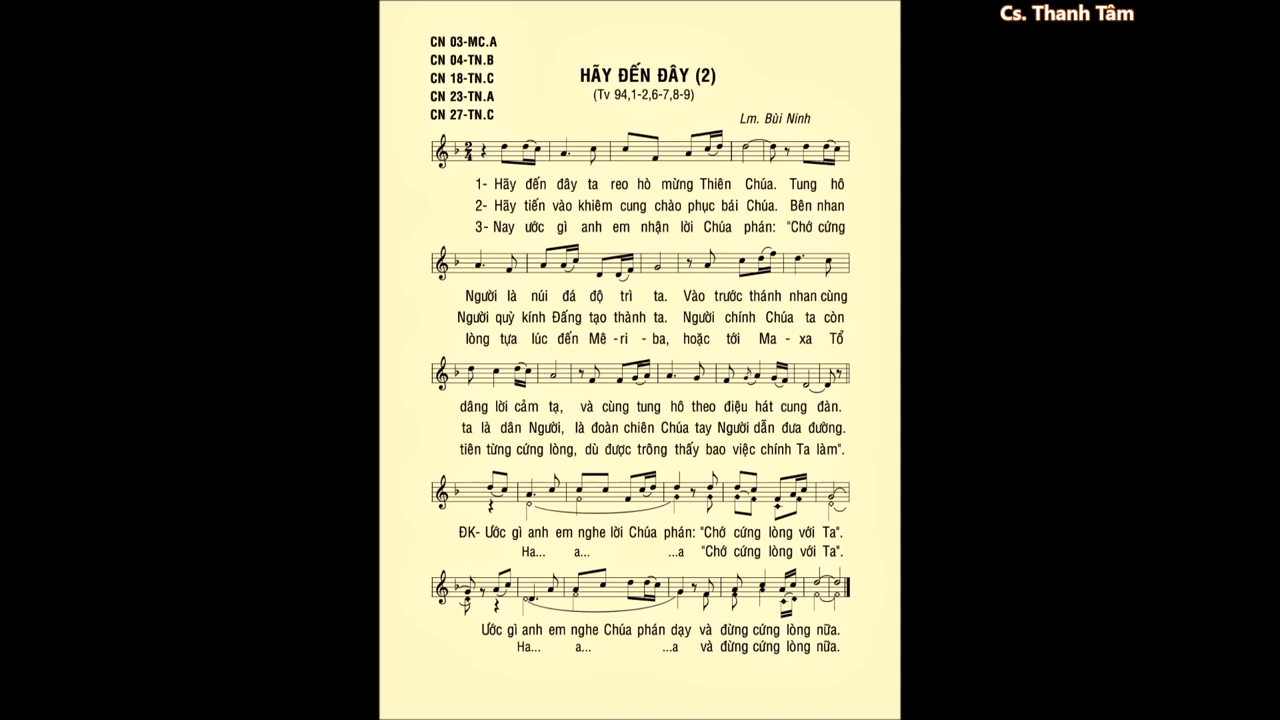 Cs. Thanh Tâm
CN 03-MC.A
CN 04-TN.B
CN 18-TN.C
CN 23-TN.A
CN 27-TN.C
HÃY ĐẾN ĐÂY (2)
(Tv 94,1-2,6-7,8-9)
Lm. Bùi Ninh
1- Hãy đến đây ta reo hò mừng Thiên Chúa. Tung hô
2- Hãy tiến vào khiêm cung chào phục bái Chúa. Bên nhan
3- Nay ước gì anh em nhận lời Chúa phán: "Chớ cứng
Người là núi đá độ trì ta. Vào trước thánh nhan cùng
Người quỳ kính Đấng tạo thành ta. Người chính Chúa ta còn
lòng tựa lúc đến Mê - ri - ba, hoặc tới Ma - xa Tổ
dâng lời cảm tạ, và cùng tung hô theo điệu hát cung đàn.
ta là dân Người, là đoàn chiên Chúa tay Người dẫn đưa đường.
tiên từng cứng lòng, dù được trông thấy bao việc chính Ta làm".
ĐK- Ước gì anh em nghe lời Chúa phán: "Chớ cứng lòng với Ta".
Ha... a... ...a "Chớ cứng lòng với Ta".
Ước gì anh em nghe Chúa phán dạy và đừng cứng lòng nữa.
Ha... a... ...a và đừng cứng lòng nữa.